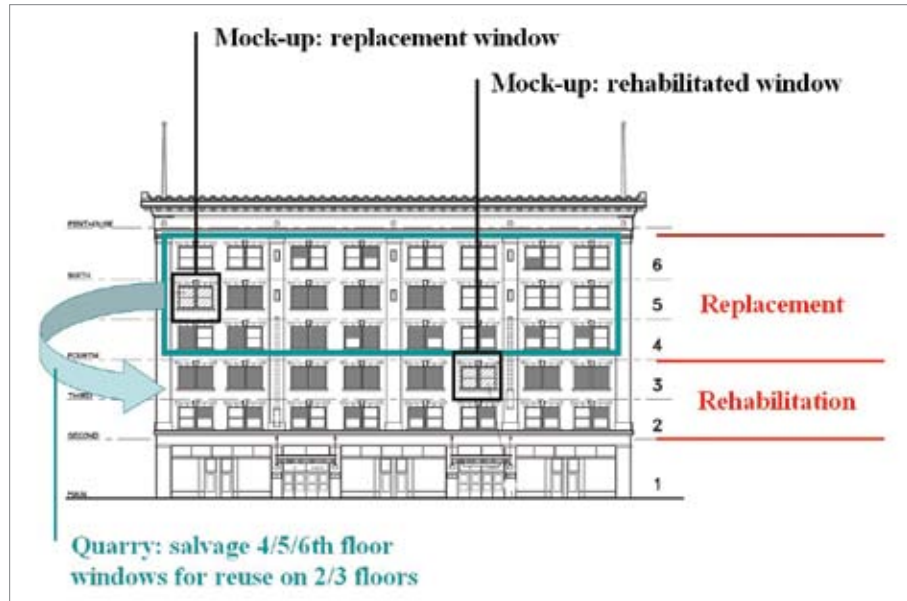 Mock-up: replacement window
Mock-up: rehabilitated window
PENTHOUSE
SIXTH
FOURTH
THIRD
SECOND
MAIN
6
5
4
3
2
1
Replacement
Rehabilitation
Quarry: salvage 4/5/6th floor
windows for reuse on 2/3 floors